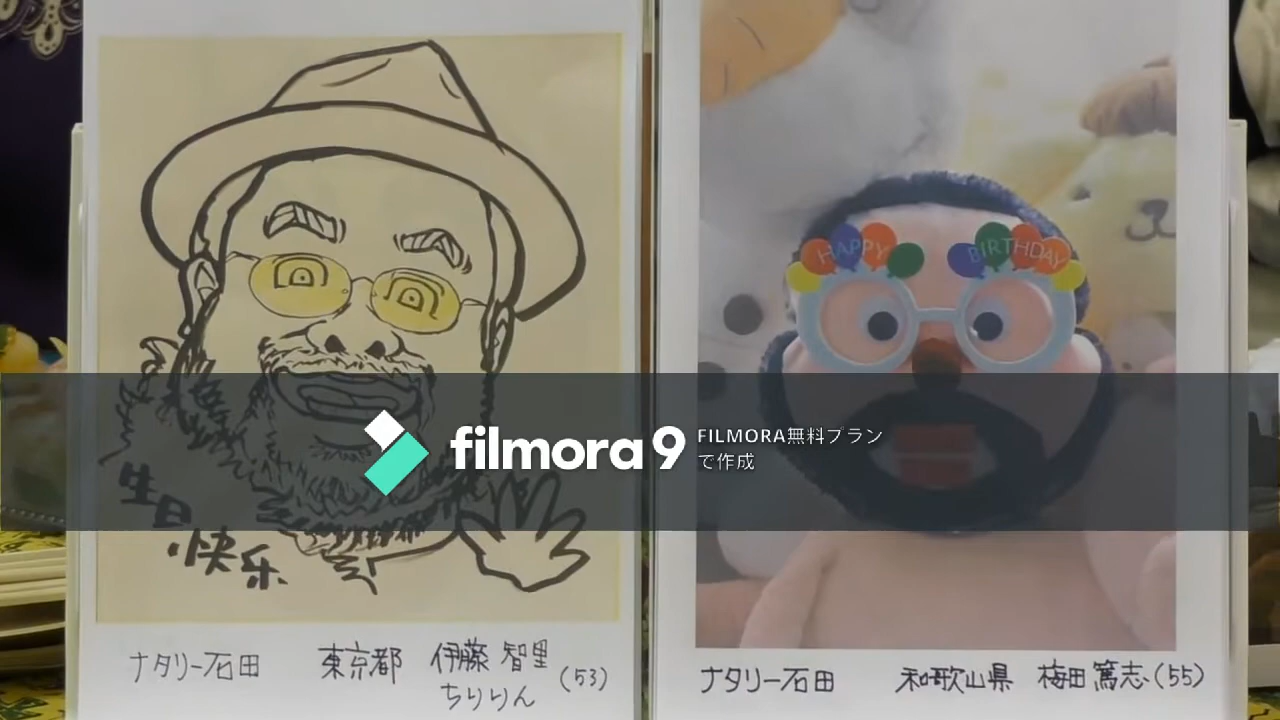 HAPPY BIRTHDAY
filmora9
FILMORA無料プラン
で作成
生日
快乐
ナタリー石田 東京都 伊藤 智里 (53)
ちりりん
ナタリー石田 和歌山県 梅田 篤志 (55)